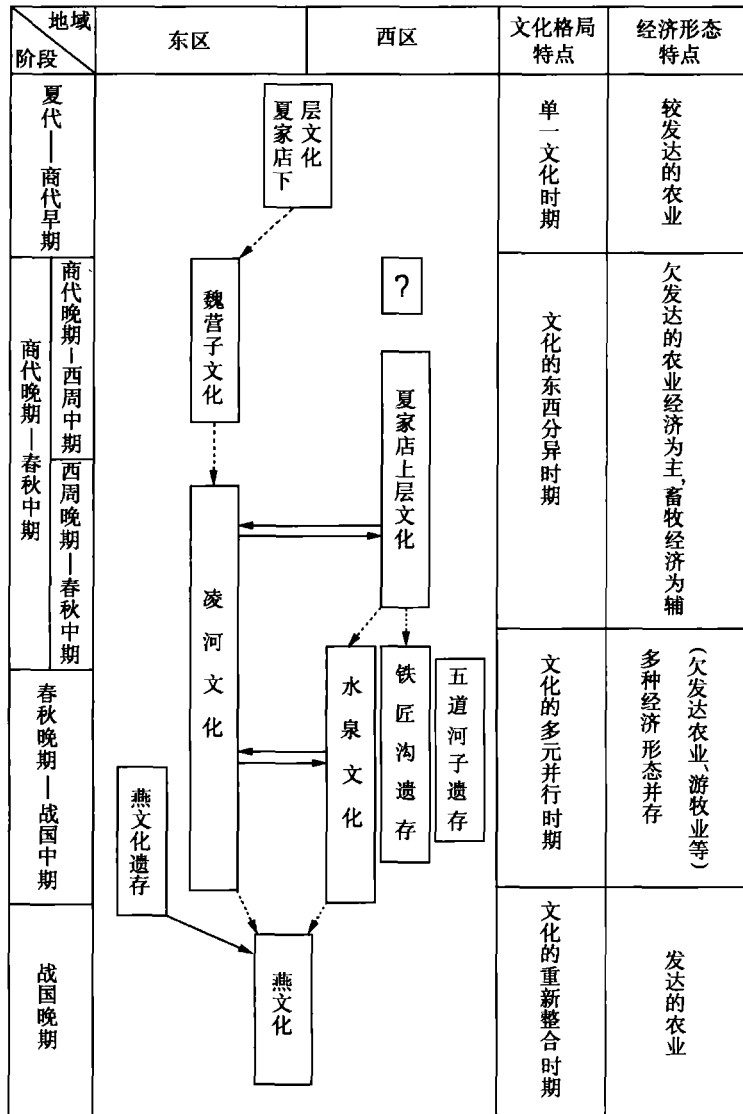 地域
阶段
东区
西区
文化格局
特点
经济形态
特点
夏代——商代早期
夏家店下
层文化
单一文化时期
较发达的农业
商代晚期——春秋中期
商代晚期—西周中期
西周晚期—春秋中期
魏营子文化
?
夏家店上层文化
凌河文化
文化的东西分异时期
欠发达的农业经济为主,畜牧经济为辅
春秋晚期——战国中期
燕文化遗存
水泉文化
铁匠沟遗存
五道河子遗存
文化的多元并行时期
多种经济形态并存
(欠发达农业、游牧业等)
战国晚期
燕文化
文化的重新整合时期
发达的农业